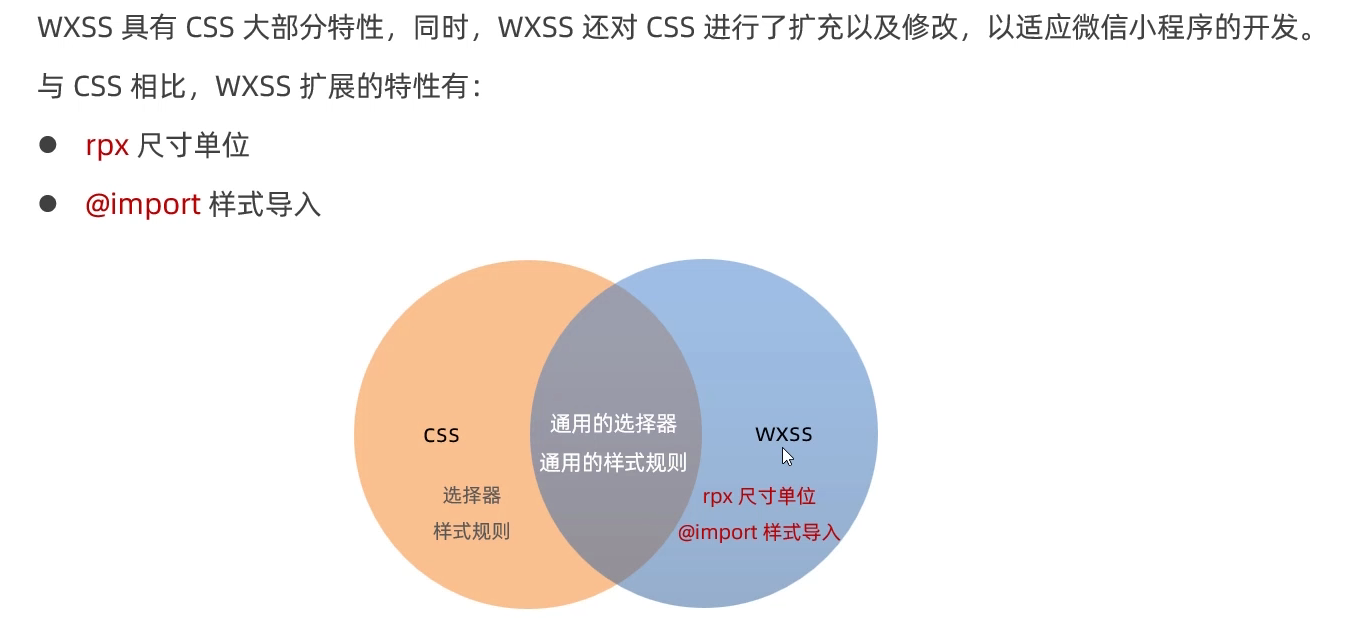 WXSS 具有 CSS 大部分特性，同时，WXSS 还对 CSS 进行了扩充以及修改，以适应微信小程序的开发。
与 CSS 相比，WXSS 扩展的特性有：
● rpx 尺寸单位
● @import 样式导入
CSS
选择器
样式规则
通用的选择器
通用的样式规则
WXSS
rpx 尺寸单位
@import 样式导入